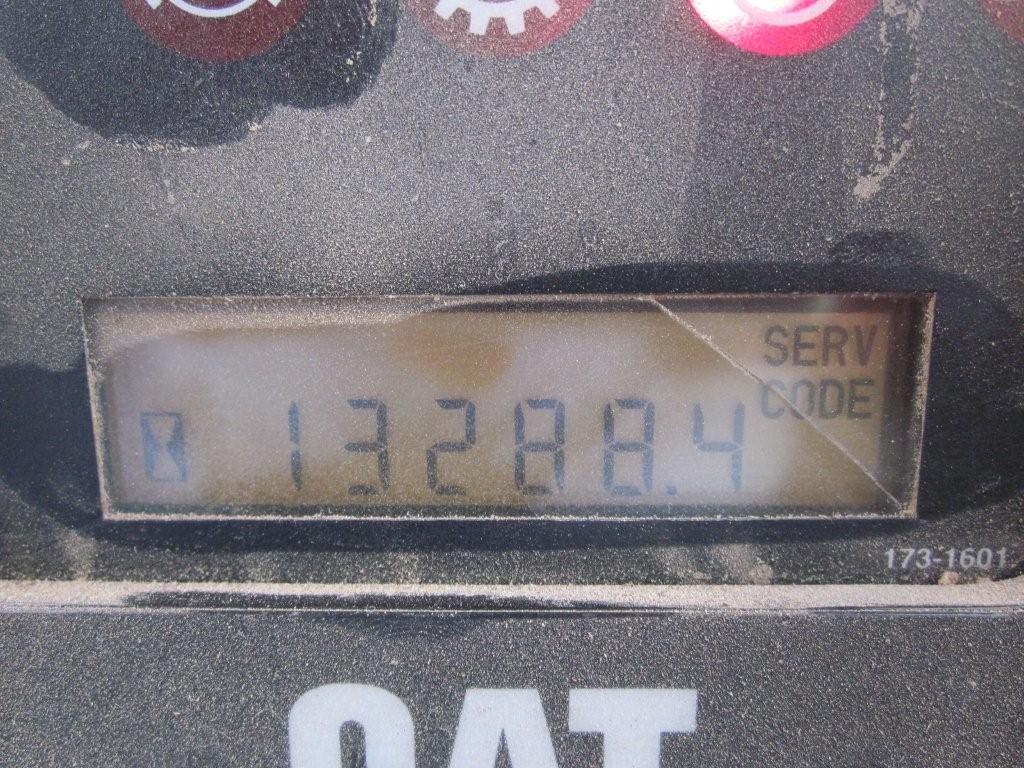 SERV
CODE
13288.4
173-1601
CAT